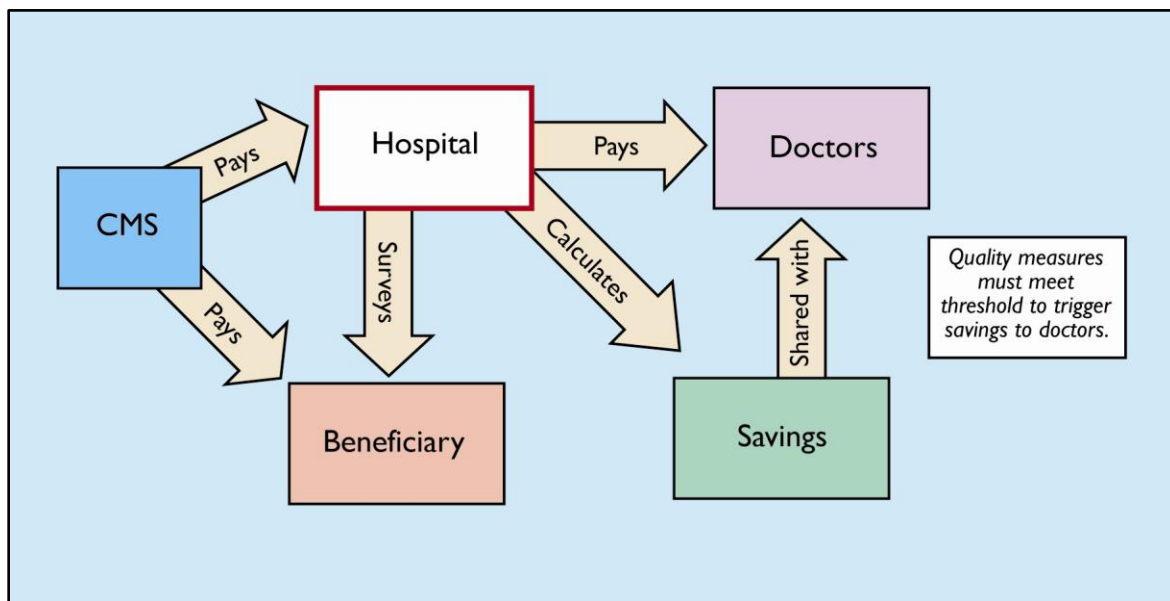 Hospital
Pays
Doctors
Pays
CMS
Surveys
Calculates
Shared with
Quality measures
must meet
threshold to trigger
savings to doctors.
Pays
Beneficiary
Savings